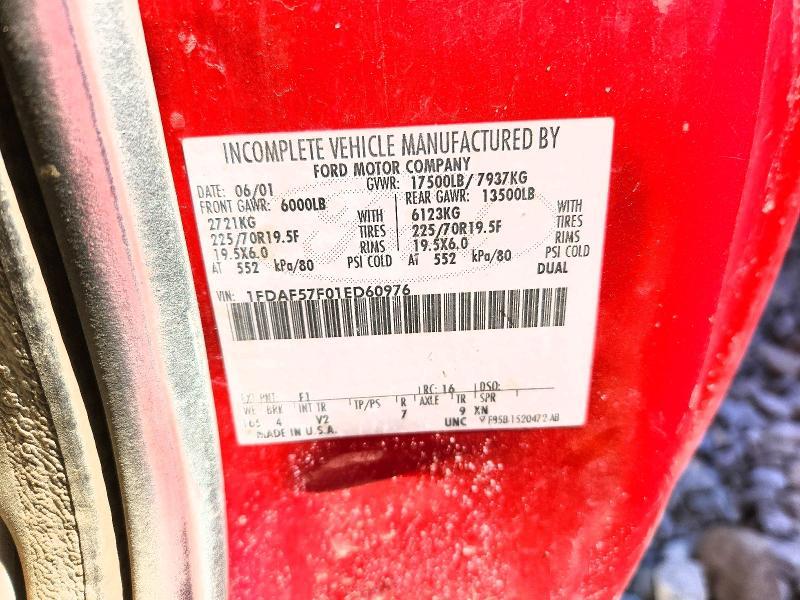 INCOMPLETE VEHICLE MANUFACTURED BY
FORD MOTOR COMPANY
DATE: 06/01 GVWR: 17500LB/ 7937KG
FRONT GAWR: 6000LB REAR GAWR: 13500LB
2721KG WITH 6123KG WITH
225/70R19.5F TIRES 225/70R19.5F TIRES
19.5X6.0 RIMS 19.5X6.0 RIMS
AT 552 kPa/80 PSI COLD AT 552 kPa/80 PSI COLD
DUAL
VIN: 1FDAF57F01ED60976
EXT PNT: F1 RC: 16 DSO:
WB BRK INT TR TP/PS R AXLE TR SPR
165 4 V2 7 9 XN
MADE IN U.S.A. UNC F95B-1520472-AB